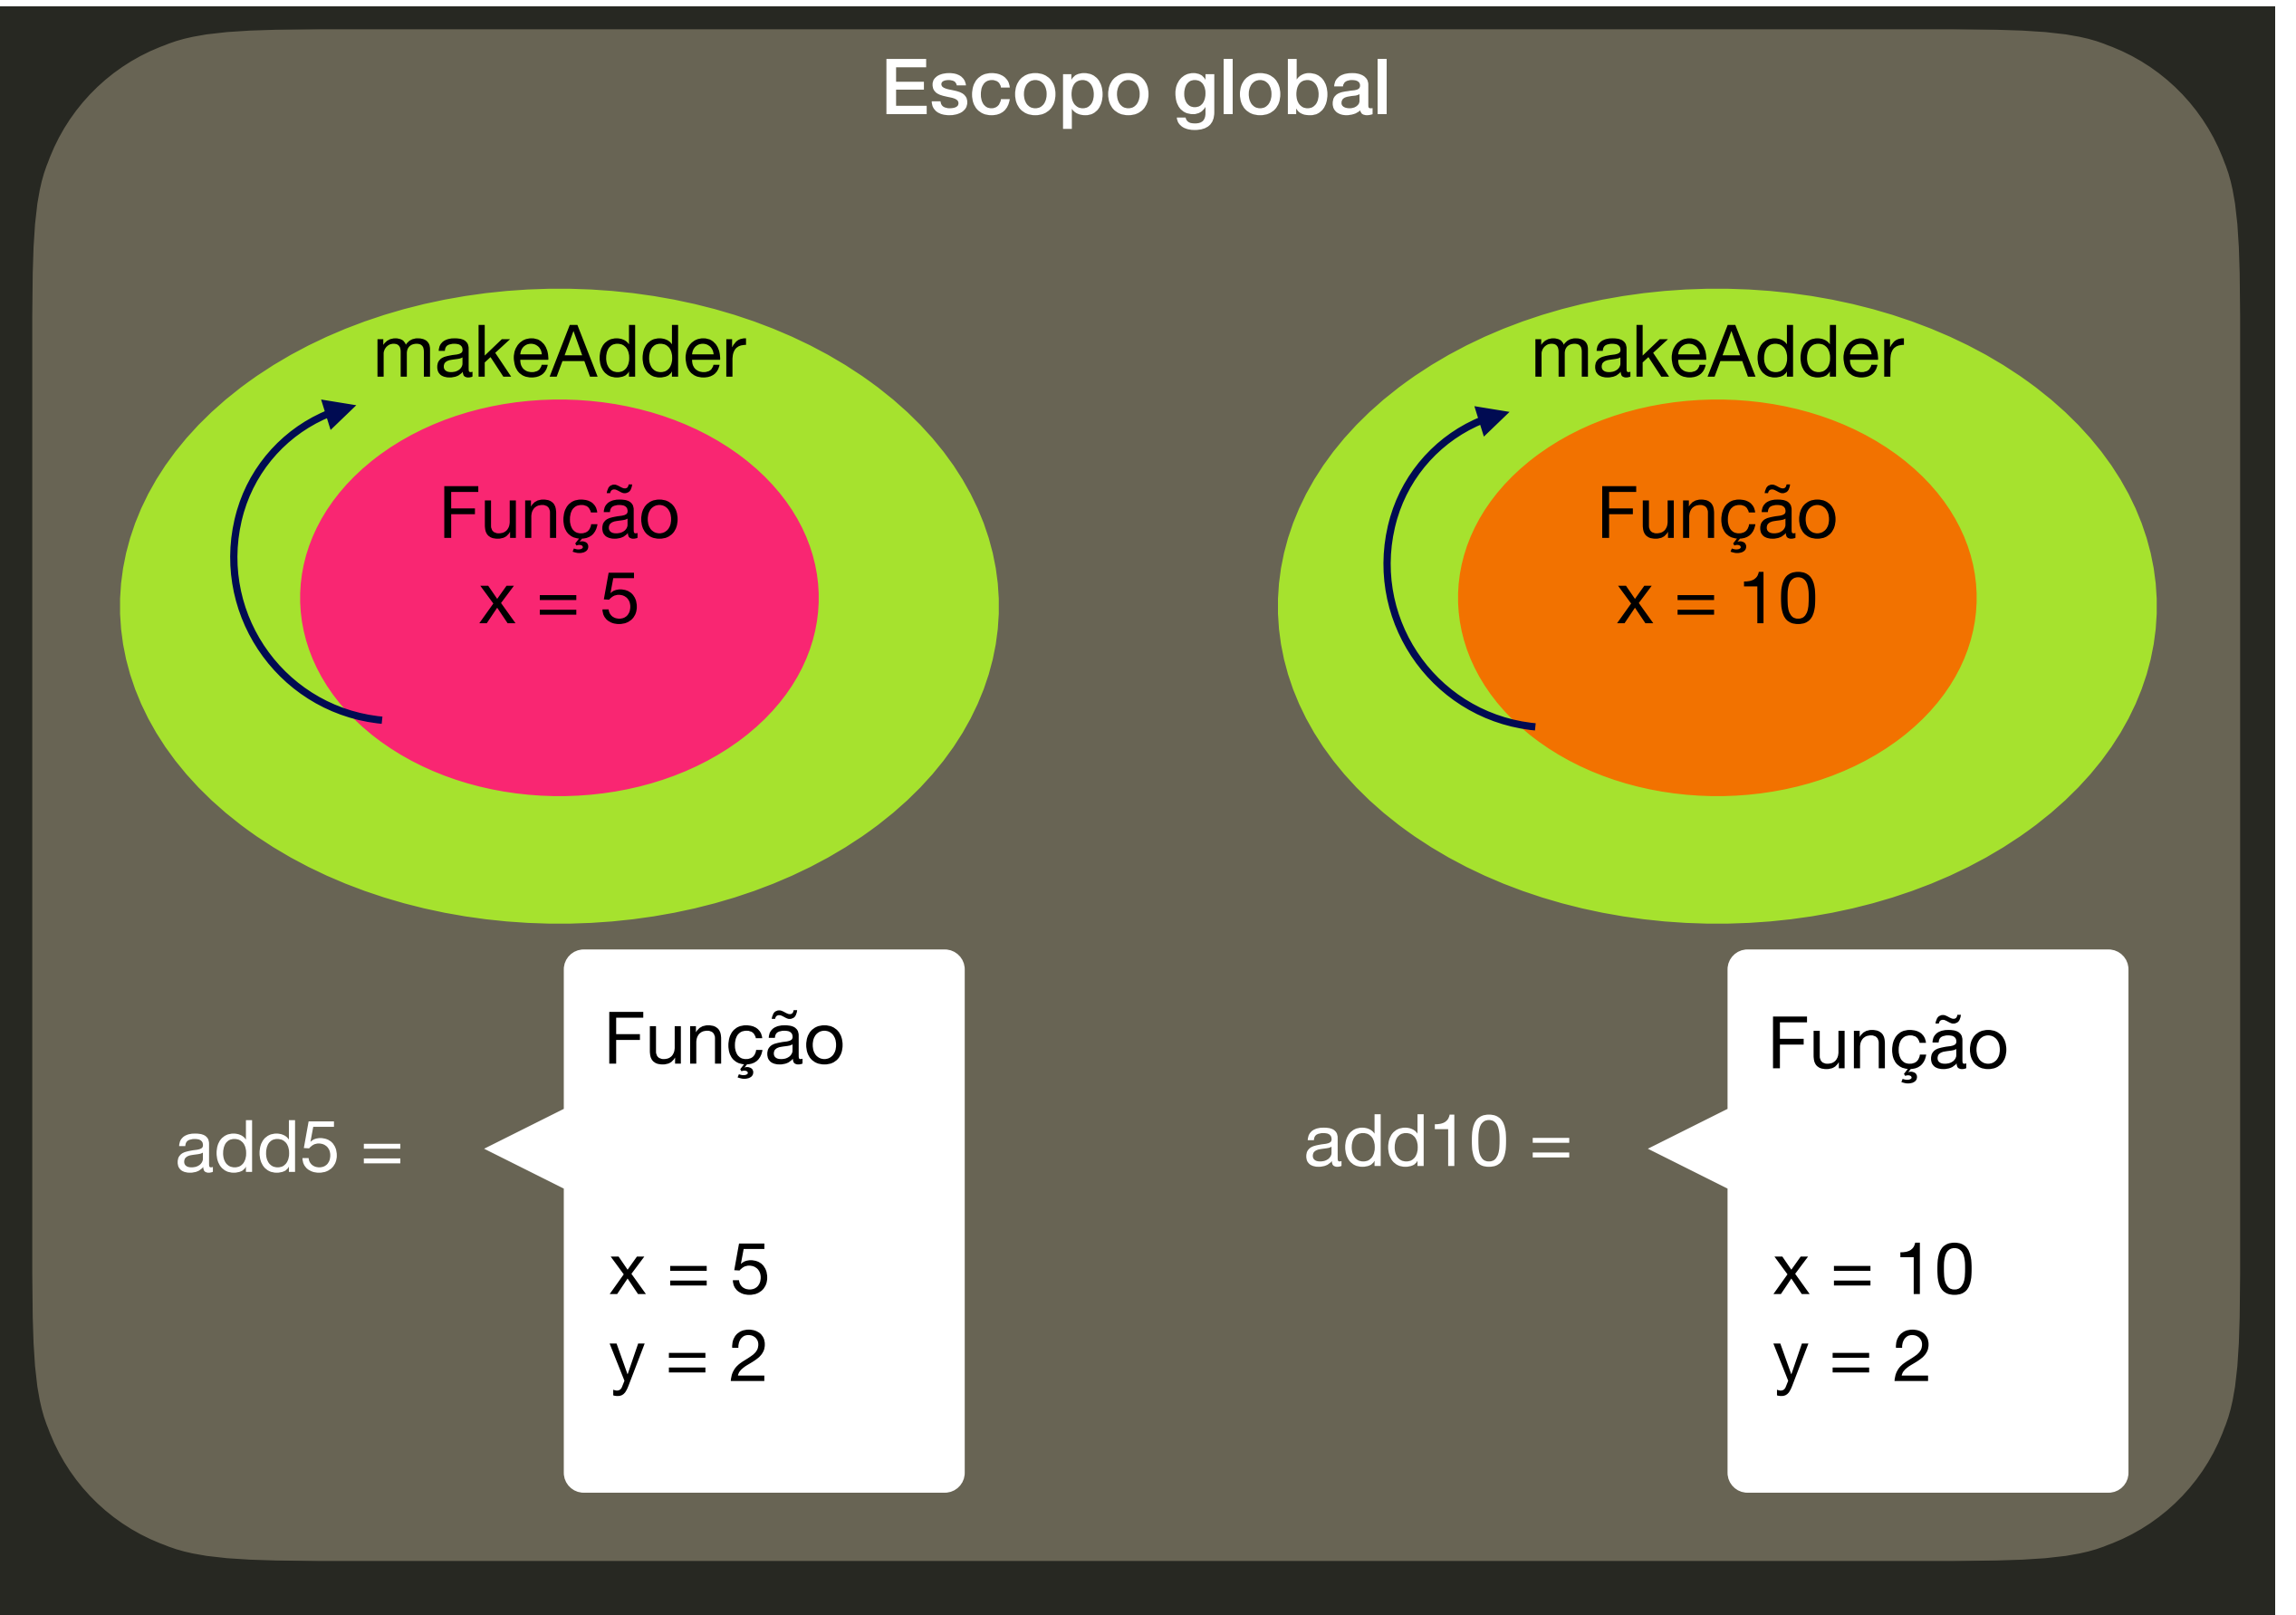 Escopo global
makeAdder
Função
x = 5
makeAdder
Função
x = 10
add5 =
Função
x = 5
y = 2
add10 =
Função
x = 10
y = 2